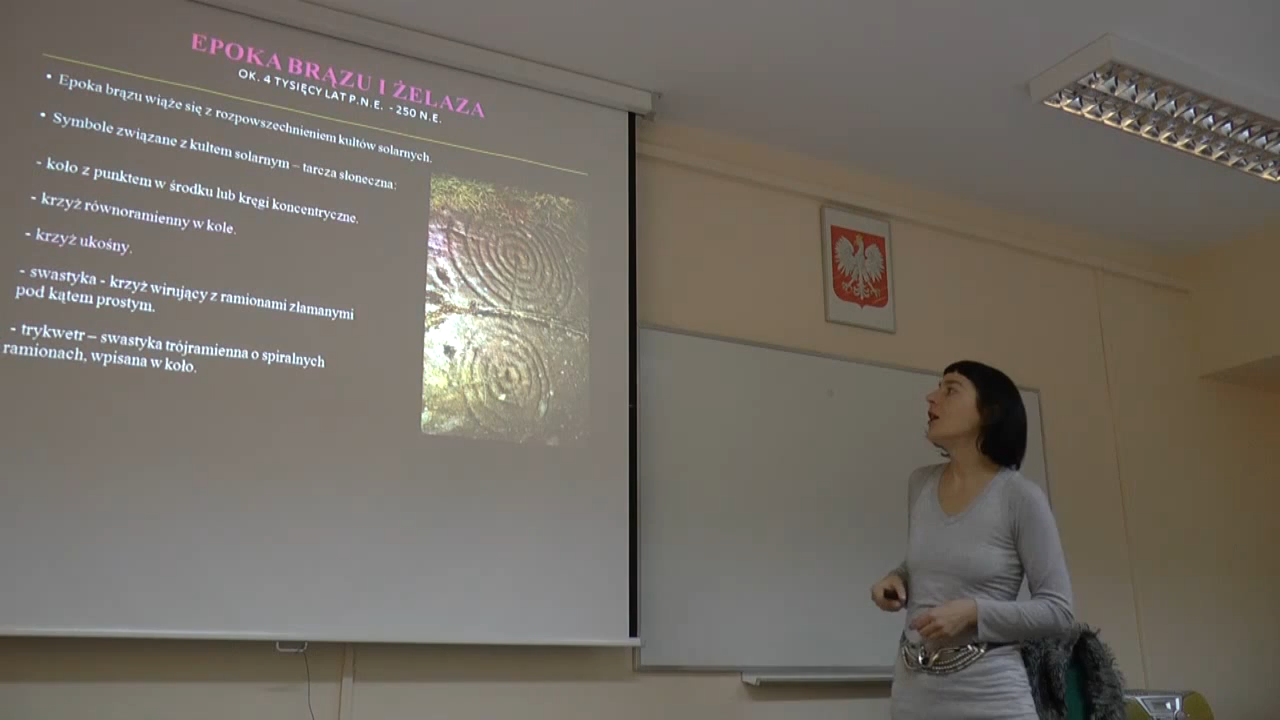 EPOKA BRĄZU I ŻELAZA
OK. 4 TYSIĘCY LAT P.N.E. - 250 N.E.
• Epoka brązu wiąże się z rozpowszechnieniem kultów solarnych.
• Symbole związane z kultem solarnym – tarcza słoneczna:
- koło z punktem w środku lub kręgi koncentryczne.
- krzyż równoramienny w kole.
- krzyż ukośny,
- swastyka - krzyż wirujący z ramionami złamanymi
pod kątem prostym.
- trykwetr – swastyka trójramienna o spiralnych
ramionach, wpisana w koło.